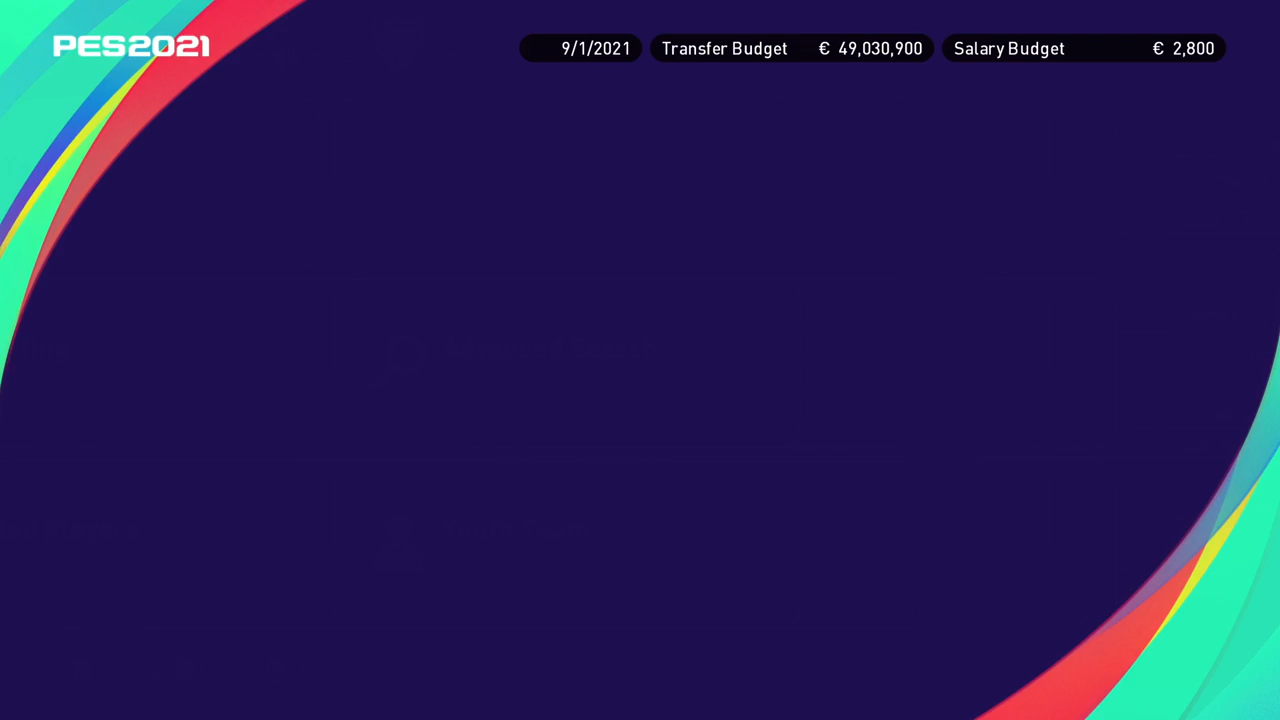 PES2021
9/1/2021 Transfer Budget € 49,030,900 Salary Budget € 2,800